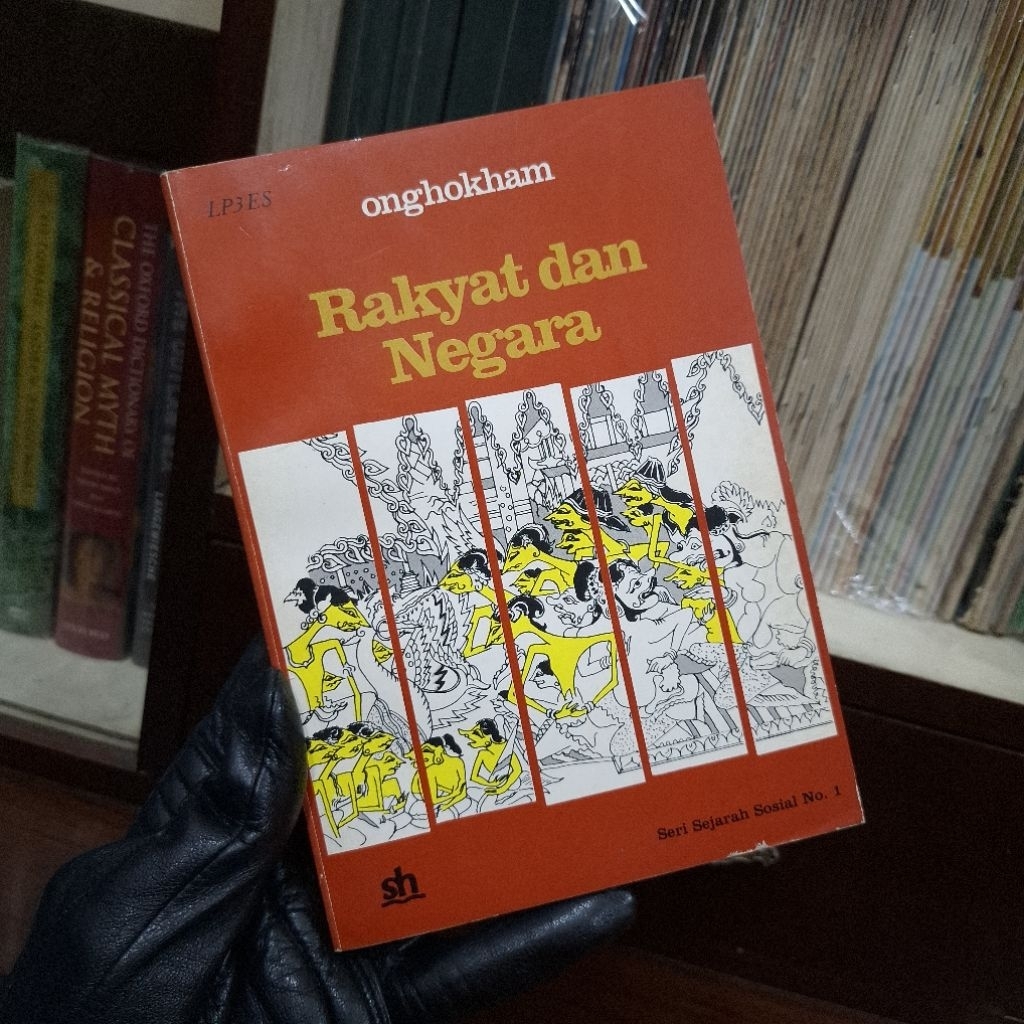 LP3ES
onghokham
Rakyat dan
Negara
Seri Sejarah Sosial No. 1
sh
THE OXFORD DICTIONARY OF
CLASSICAL MYTH
& RELIGION